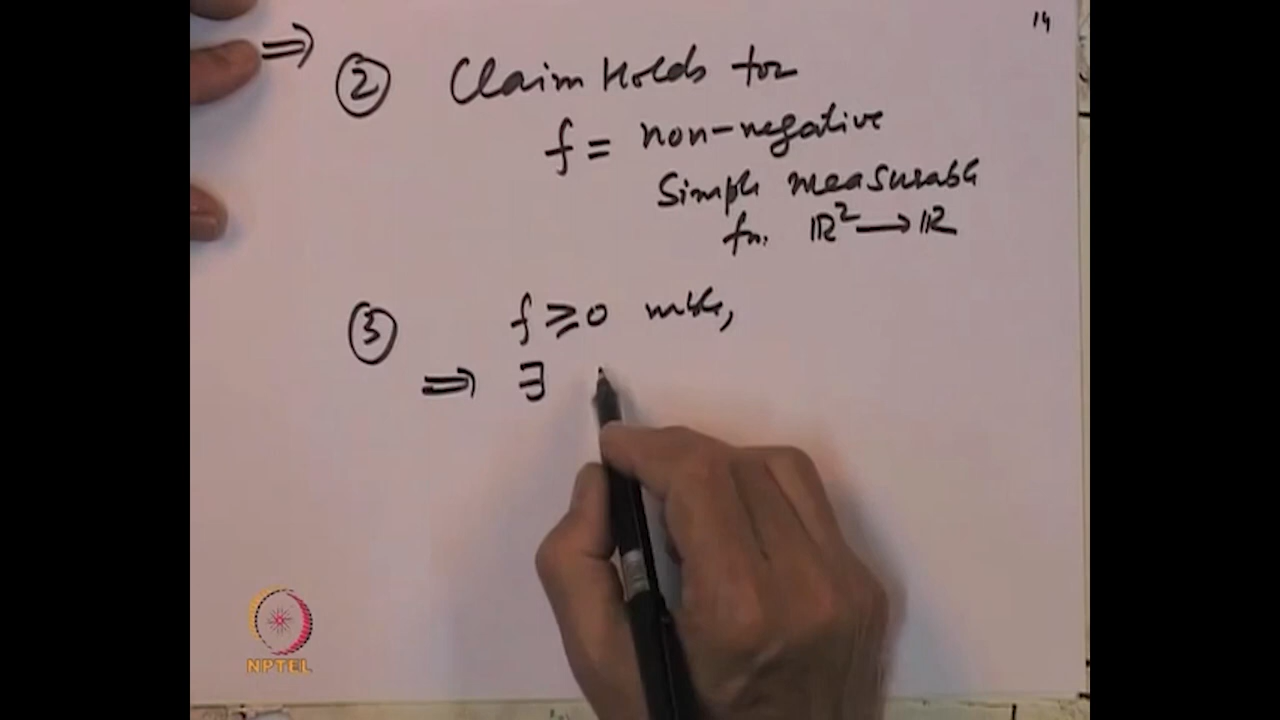 14
⇒ ② Claim Holds for
f = non-negative
Simple measurable
fn. ℝ² → ℝ
③ f ≥ 0 mble,
⇒ ∃
NPTEL